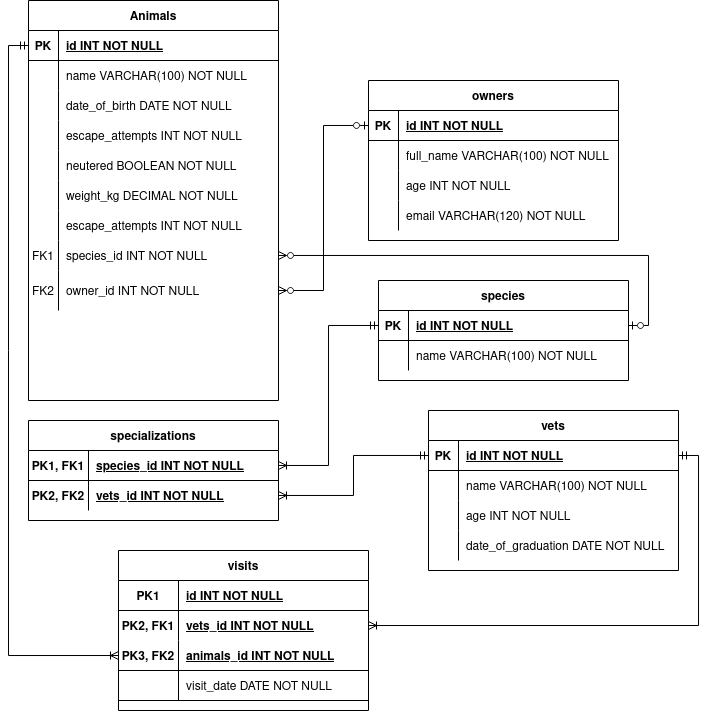 Animals
PK id INT NOT NULL
name VARCHAR(100) NOT NULL
date_of_birth DATE NOT NULL
escape_attempts INT NOT NULL
neutered BOOLEAN NOT NULL
weight_kg DECIMAL NOT NULL
escape_attempts INT NOT NULL
FK1 species_id INT NOT NULL
FK2 owner_id INT NOT NULL
owners
PK id INT NOT NULL
full_name VARCHAR(100) NOT NULL
age INT NOT NULL
email VARCHAR(120) NOT NULL
species
PK id INT NOT NULL
name VARCHAR(100) NOT NULL
specializations
PK1, FK1 species_id INT NOT NULL
PK2, FK2 vets_id INT NOT NULL
vets
PK id INT NOT NULL
name VARCHAR(100) NOT NULL
age INT NOT NULL
date_of_graduation DATE NOT NULL
visits
PK1 id INT NOT NULL
PK2, FK1 vets_id INT NOT NULL
PK3, FK2 animals_id INT NOT NULL
visit_date DATE NOT NULL